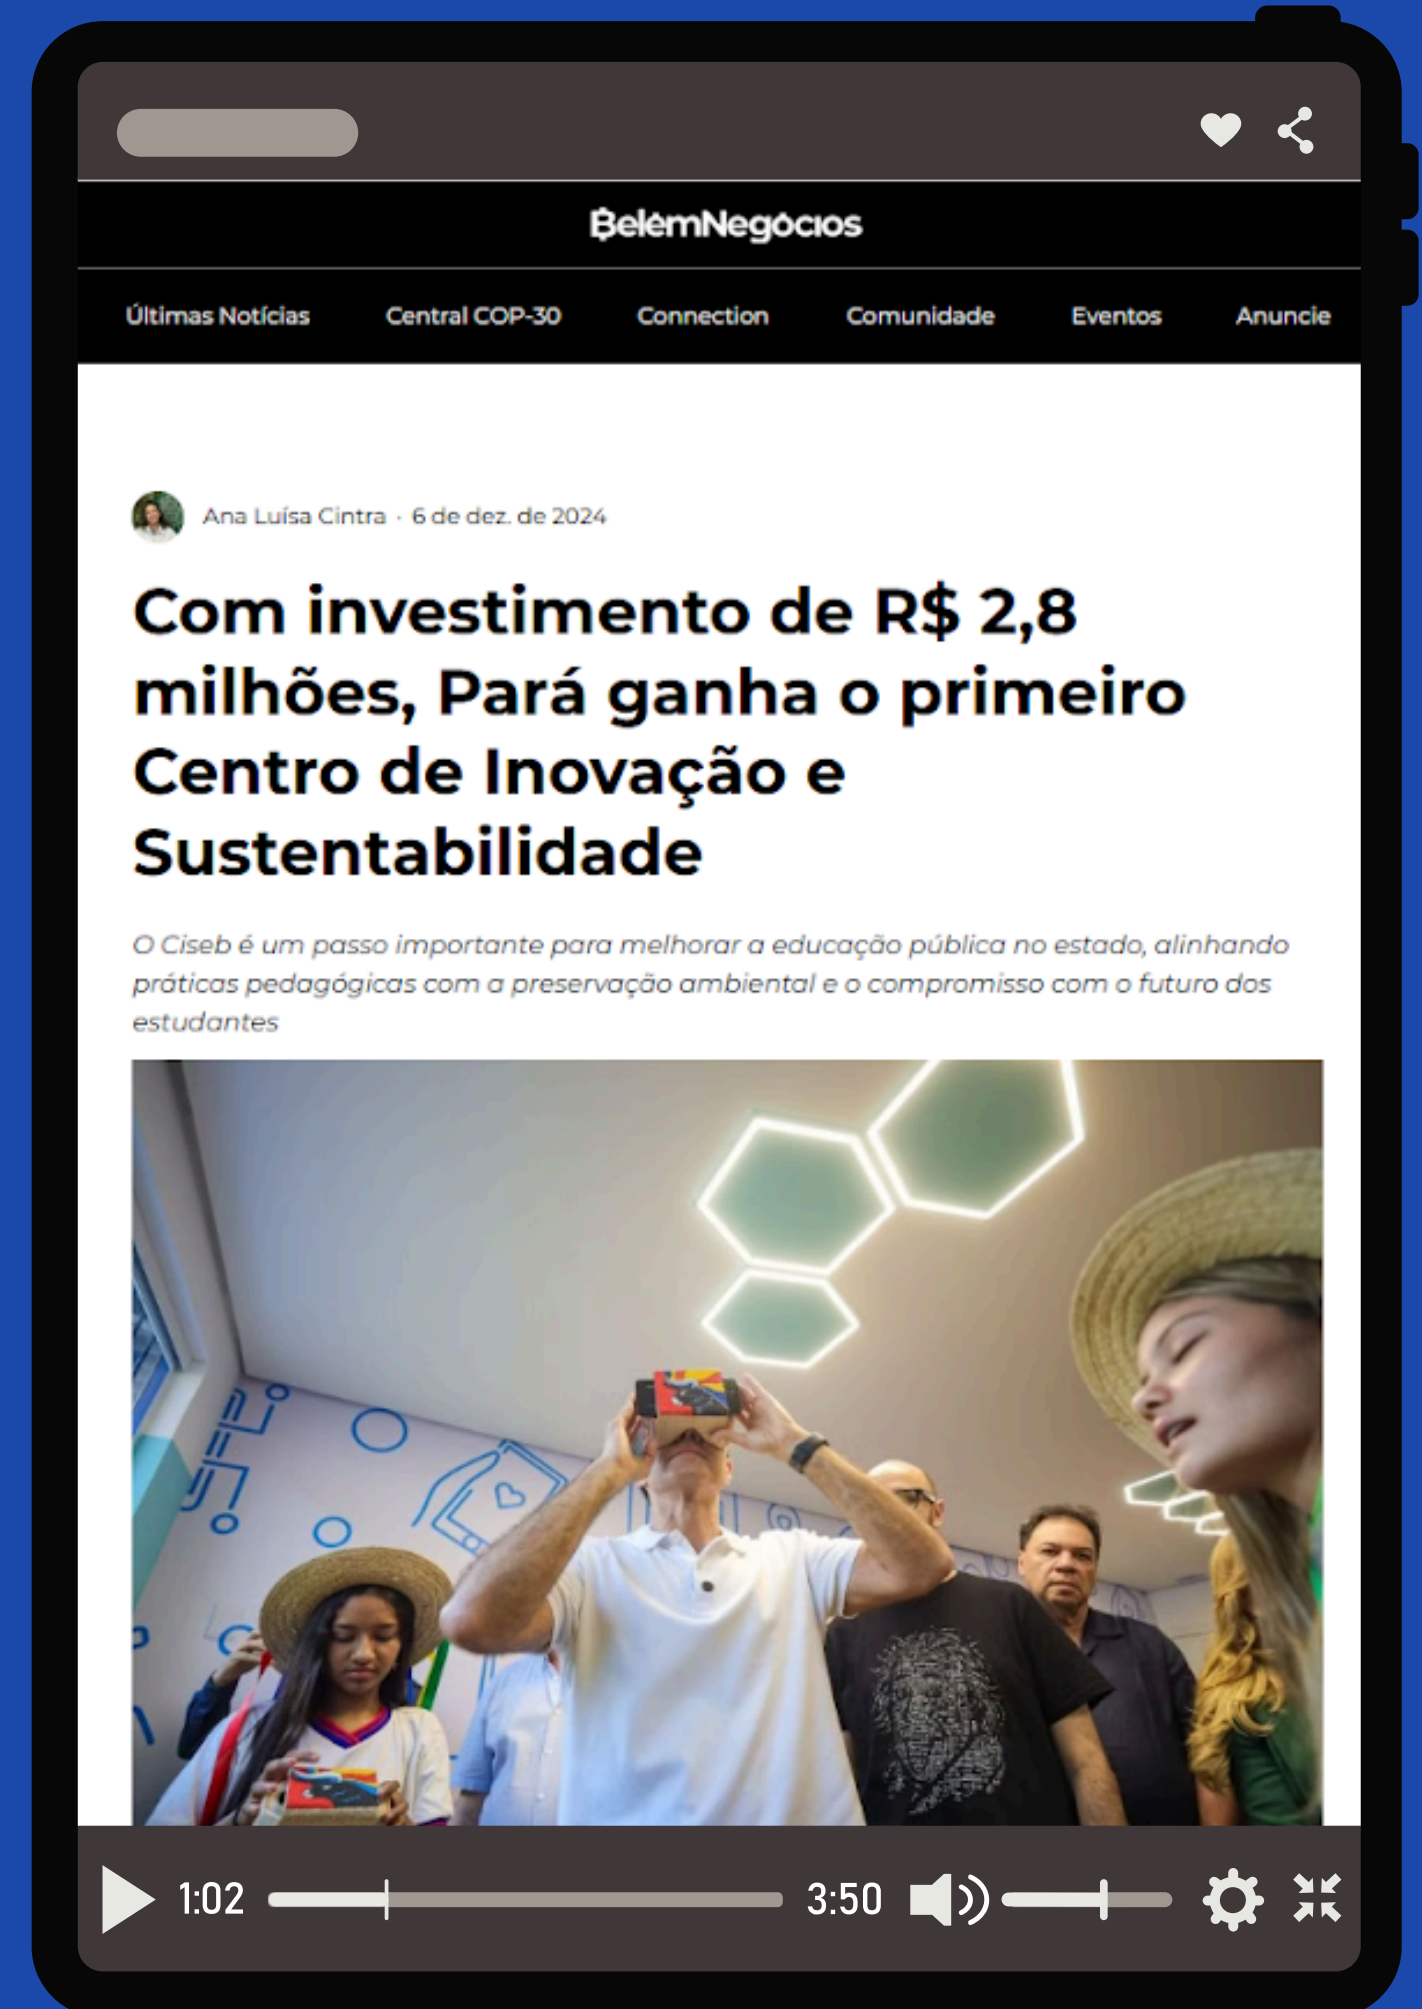 BelémNegócios
Últimas Notícias Central COP-30 Connection Comunidade Eventos Anuncie
Ana Luísa Cintra · 6 de dez. de 2024
Com investimento de R$ 2,8
milhões, Pará ganha o primeiro
Centro de Inovação e
Sustentabilidade
O Ciseb é um passo importante para melhorar a educação pública no estado, alinhando
práticas pedagógicas com a preservação ambiental e o compromisso com o futuro dos
estudantes
1:02 3:50